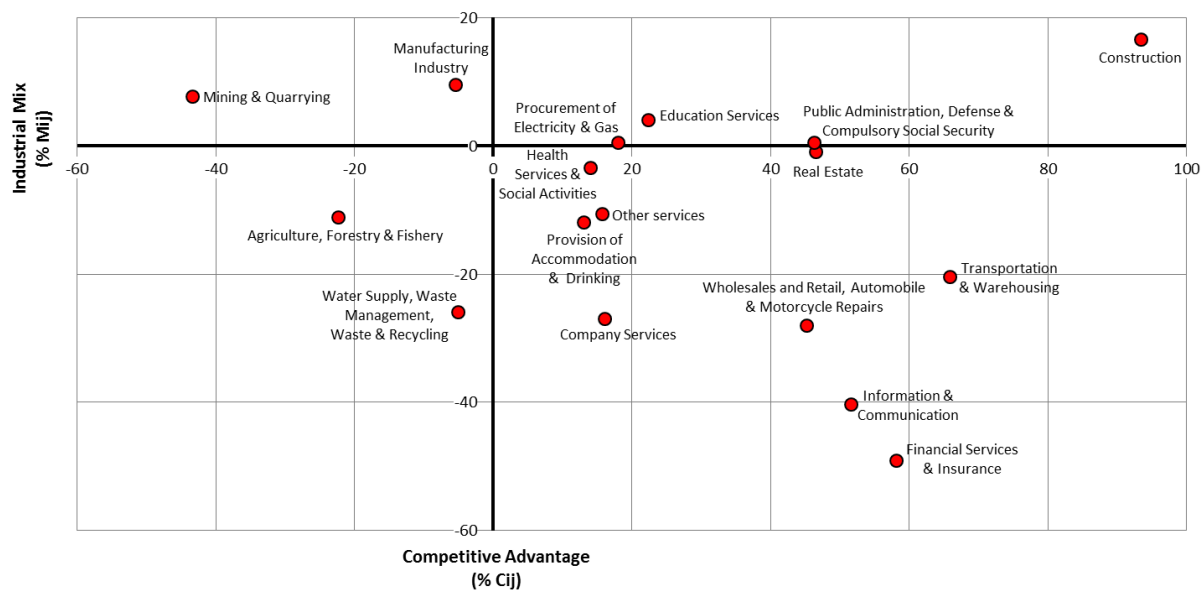 20
Manufacturing
Industry
Construction
Mining & Quarrying
Procurement of
Electricity & Gas
Education Services
Public Administration, Defense &
Compulsory Social Security
Industrial Mix
(% Mij)
0
-60
-40
-20
0
20
40
60
80
100
Health
Services &
Social Activities
R Estate
Other services
Agriculture, Forestry & Fishery
Provision of
Accommodation
& Drinking
-20
Transportation
& Warehousing
Wholesales and Retail, Automobile
& Motorcycle Repairs
Water Supply, Waste
Management,
Waste & Recycling
Company Services
-40
Information &
Communication
Financial Services
& Insurance
-60
Competitive Advantage
(% Cij)